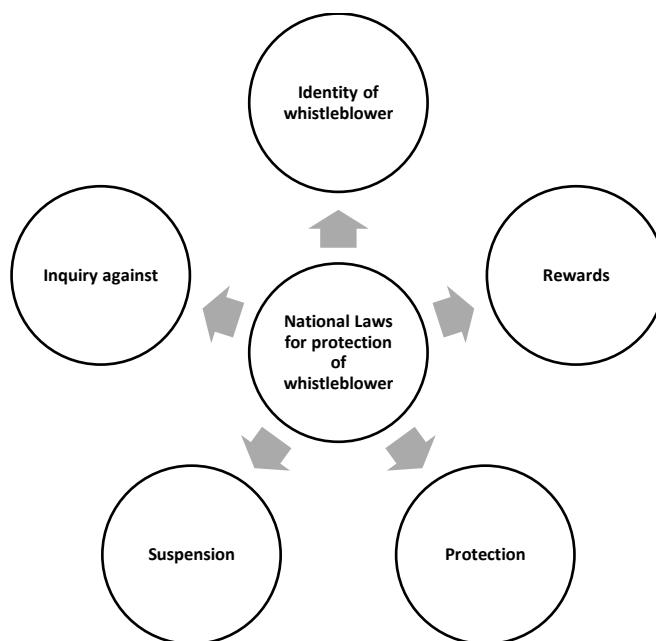 Identity of
whistleblower
Inquiry against
Rewards
National Laws
for protection
of
whistleblower
Suspension
Protection